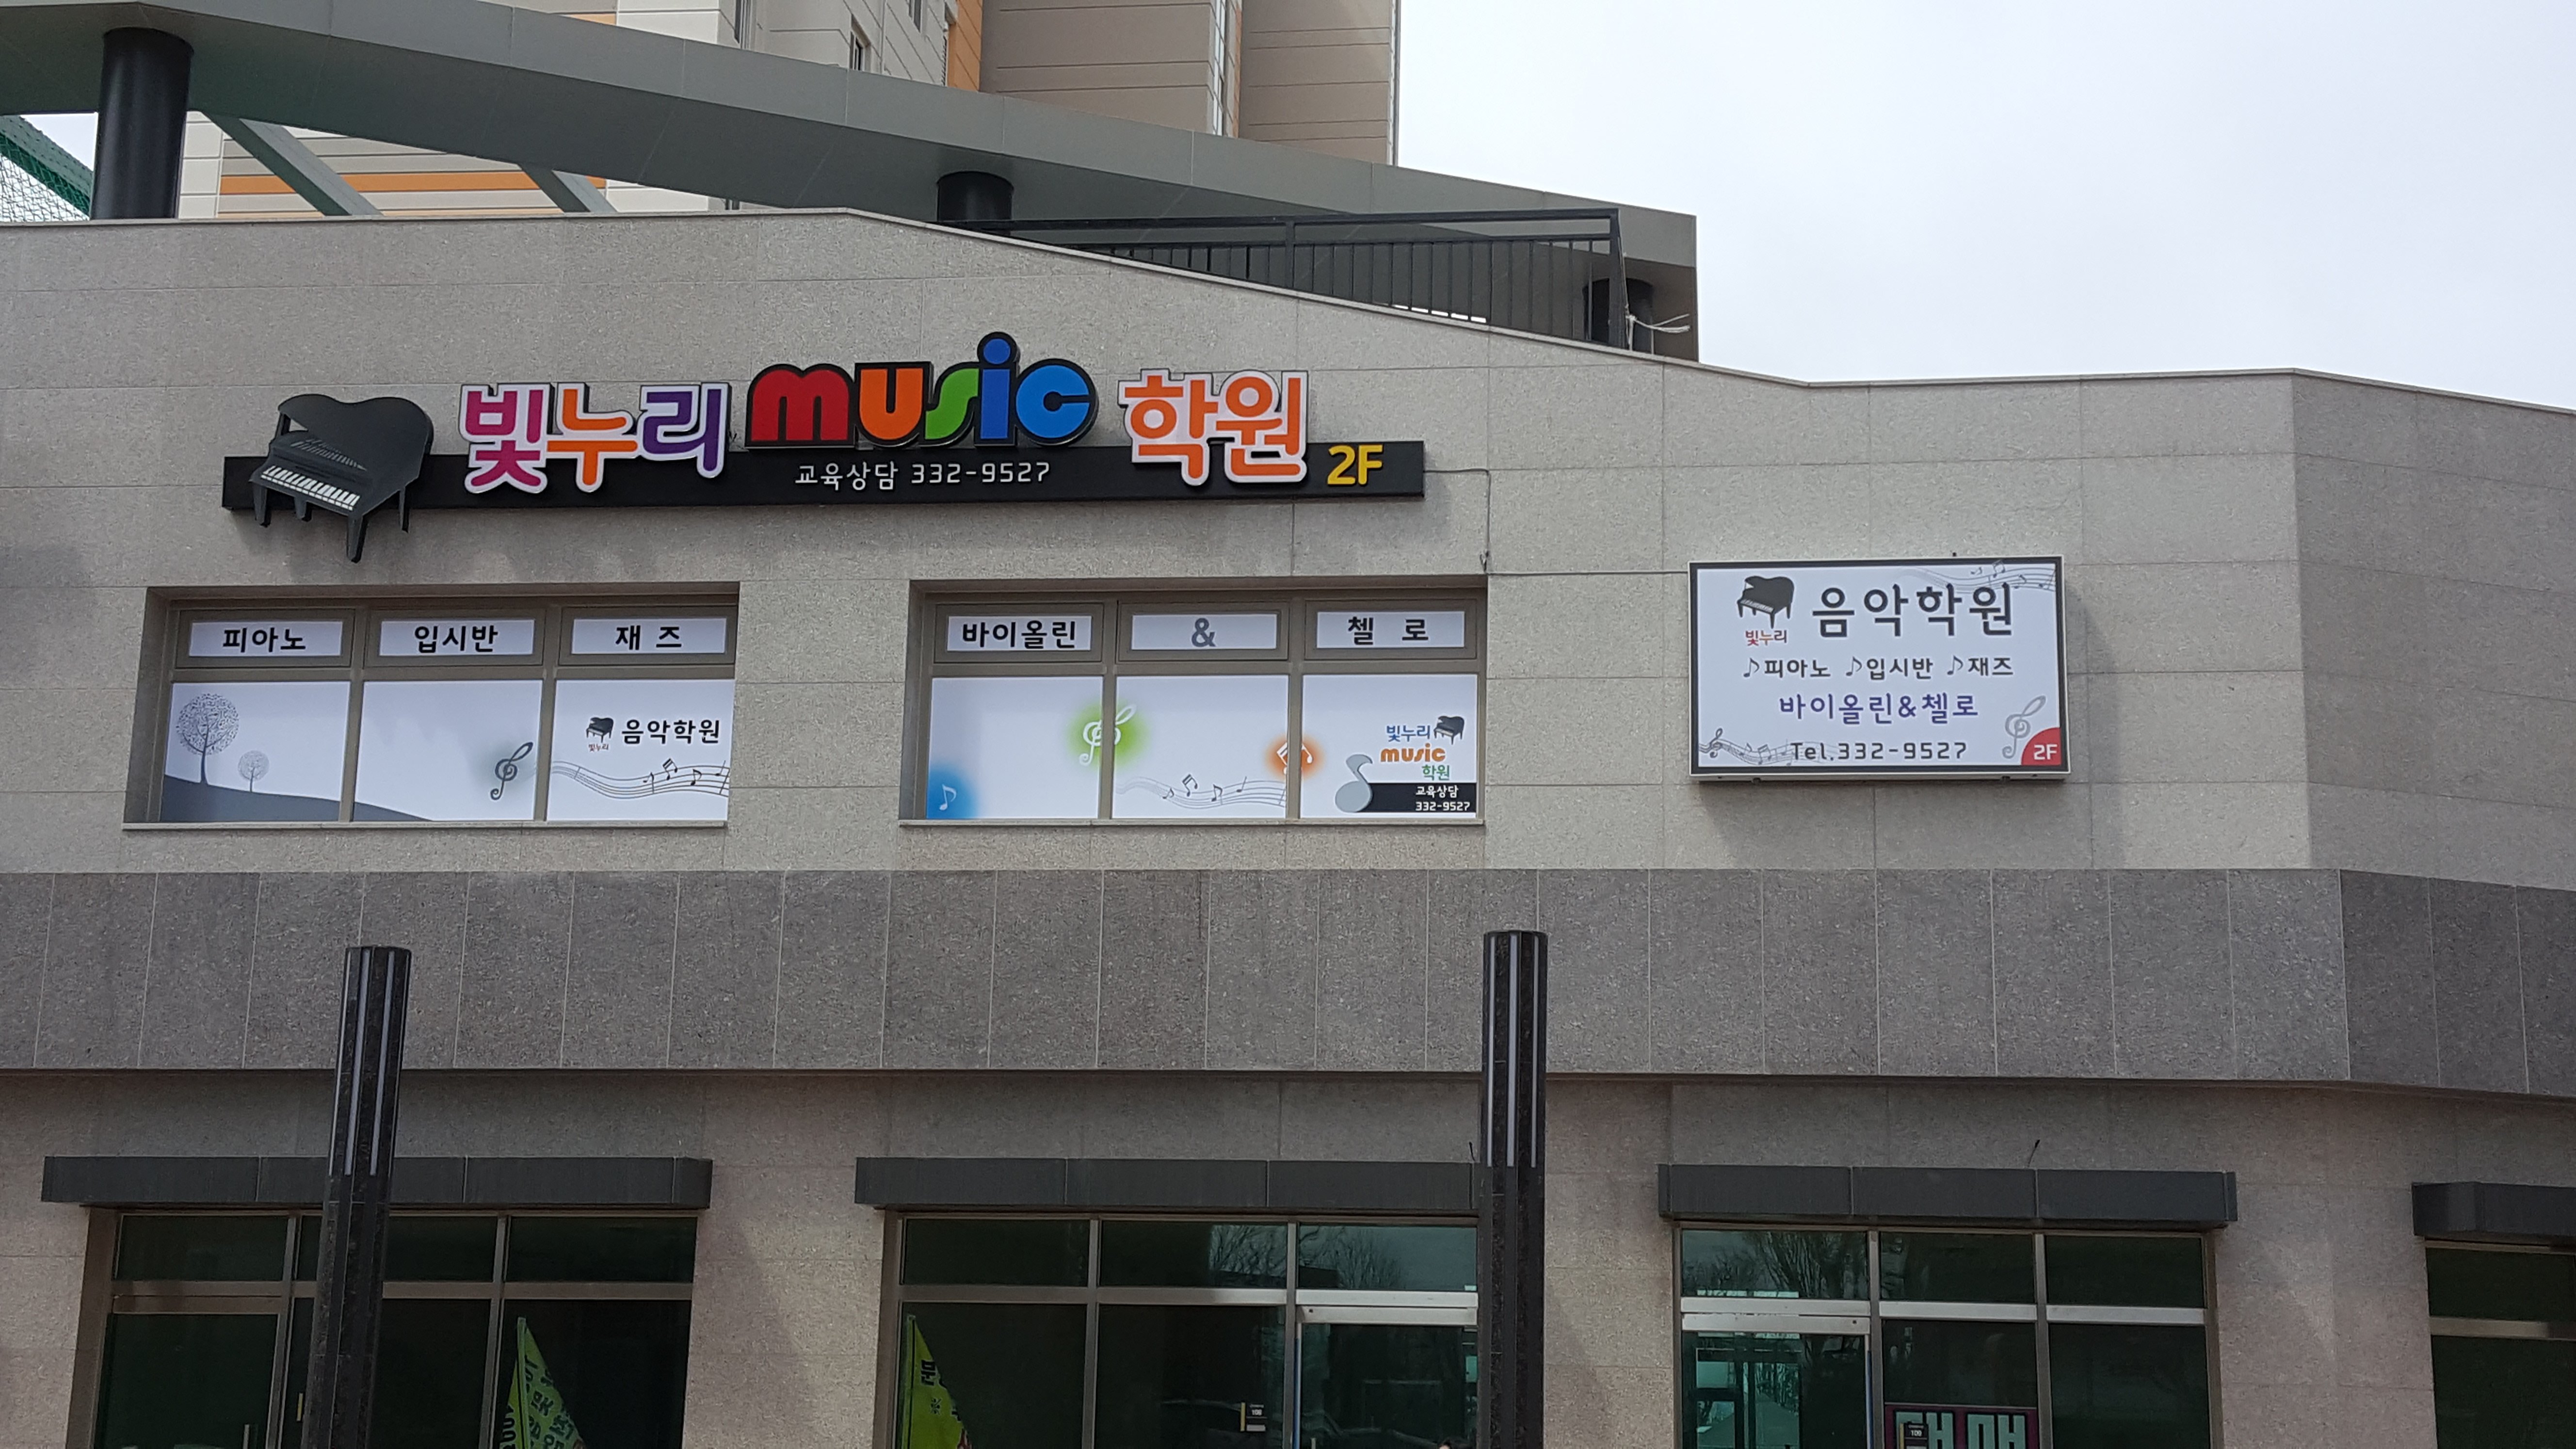 빛누리 music 학원 2F
교육상담 332-9527
피아노 입시반 재 즈
바이올린 & 첼 로
빛누리
음악학원
빛누리
music
학원
교육상담
332-9527
빛누리
음악학원
♪피아노 ♪입시반 ♪재즈
바이올린&첼로
Tel.332-9527
2F
108
109